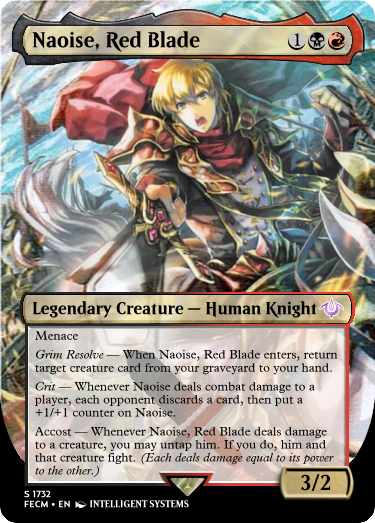 Naoise, Red Blade 1
Legendary Creature — Human Knight
Menace
Grim Resolve — When Naoise, Red Blade enters, return
target creature card from your graveyard to your hand.
Crit — Whenever Naoise deals combat damage to a
player, each opponent discards a card, then put a
+1/+1 counter on Naoise.
Accost — Whenever Naoise, Red Blade deals damage
to a creature, you may untap him. If you do, him and
that creature fight. (Each deals damage equal to its power
to the other.)
3/2
S 1732
FECM • EN INTELLIGENT SYSTEMS